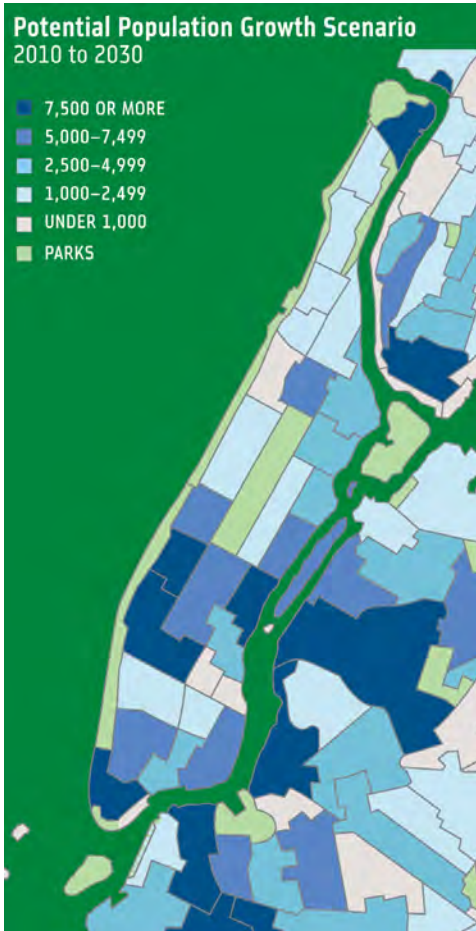 Potential Population Growth Scenario
2010 to 2030
7,500 OR MORE
5,000–7,499
2,500–4,999
1,000–2,499
UNDER 1,000
PARKS